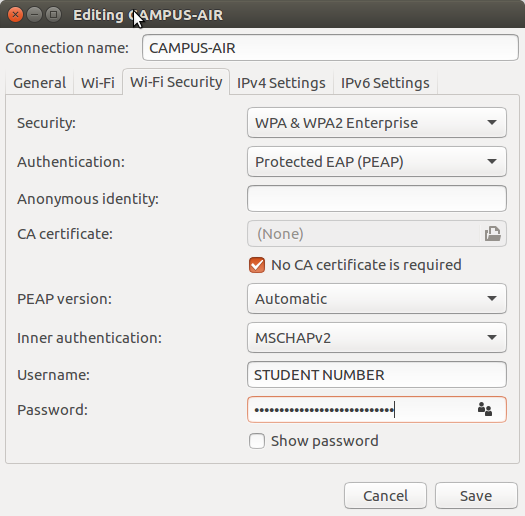 Editing CAMPUS-AIR
Connection name: CAMPUS-AIR
General Wi-Fi Wi-Fi Security IPv4 Settings IPv6 Settings
Security: WPA & WPA2 Enterprise
Authentication: Protected EAP (PEAP)
Anonymous identity:
CA certificate: (None)
No CA certificate is required
PEAP version: Automatic
Inner authentication: MSCHAPv2
Username: STUDENT NUMBER
Password: ••••••••••••••••••••••••••••
Show password
Cancel Save